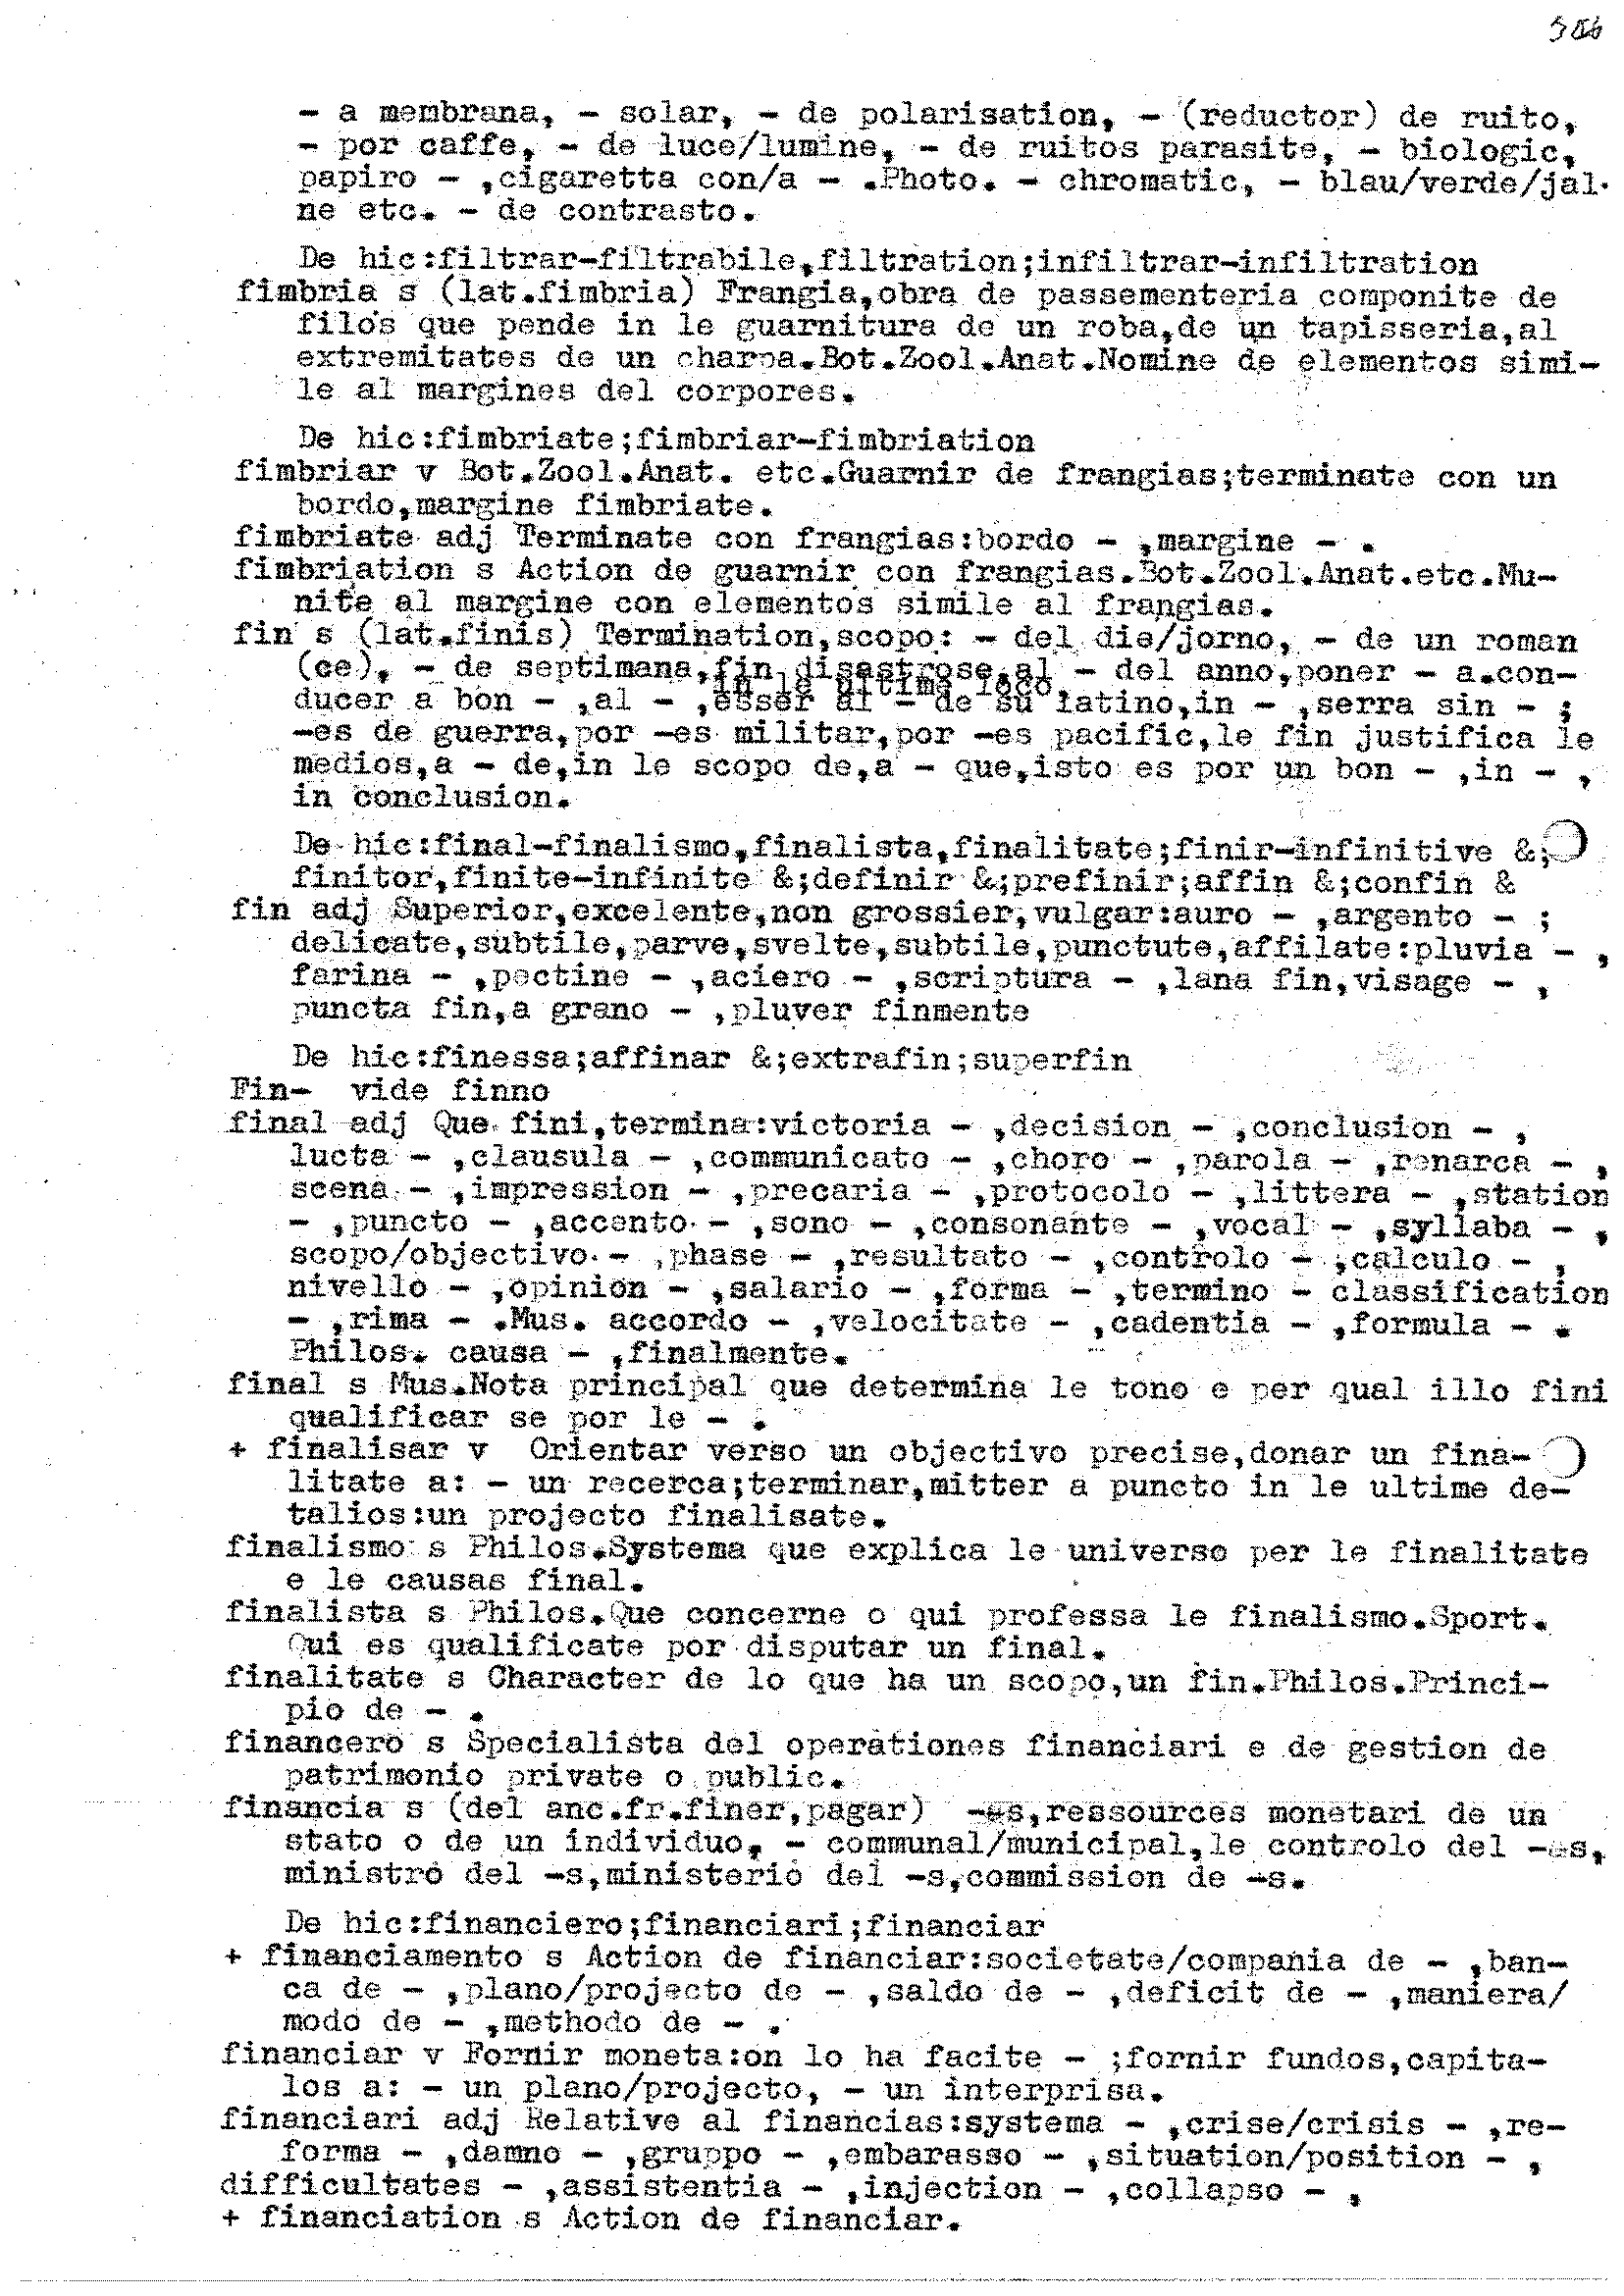 - a membrana, - solar, - de polarisation, - (reductor) de ruito,
- por caffe, - de luce/lumine, - de ruitos parasite, - biologic,
papiro - ,cigaretta con/a - .Photo. - chromatic, - blau/verde/jal-
ne etc. - de contrasto.
De hic:filtrar-filtrabile,filtration;infiltrar-infiltration
fimbria s (lat.fimbria) Frangia,obra de passementeria componite de
filos que pende in le guarnitura de un roba,de un tapisseria,al
extremitates de un charpa.Bot.Zool.Anat.Nomine de elementos simi-
le al margines del corpores.
De hic:fimbriate;fimbriar-fimbriation
fimbriar v Bot.Zool.Anat. etc.Guarnir de frangias;terminate con un
bordo,margine fimbriate.
fimbriate adj Terminate con frangias:bordo - ,margine - .
fimbriation s Action de guarnir con frangias.Bot.Zool.Anat.etc.Mu-
nite al margine con elementos simile al frangias.
fin s (lat.finis) Termination,scopo: - del die/jorno, - de un roman
(ce), - de septimana,fin disastrose,al - del anno,poner - a.con-
in le ultime loco,
ducer a bon - ,al - ,esser al - de su latino,in - ,serra sin - ;
-es de guerra,por -es militar,por -es pacific,le fin justifica le
medios,a - de,in le scopo de,a - que,isto es por un bon - ,in - ,
in conclusion.
De hic:final-finalismo,finalista,finalitate;finir-infinitive &;
finitor,finite-infinite &;definir &;prefinir;affin &;confin &
fin adj Superior,excelente,non grossier,vulgar:auro - ,argento - ;
delicate,subtile,parve,svelte,subtile,punctute,affilate:pluvia - ,
farina - ,pectine - ,aciero - ,scriptura - ,lana fin,visage - ,
puncta fin,a grano - ,pluver finmente
De hic:finessa;affinar &;extrafin;superfin
Fin- vide finno
final adj Que fini,termina:victoria - ,decision - ,conclusion - ,
lucta - ,clausula - ,communicato - ,choro - ,parola - ,renarca - ,
scena - ,impression - ,precaria - ,protocolo - ,littera - ,station
- ,puncto - ,accento - ,sono - ,consonante - ,vocal - ,syllaba - ,
scopo/objectivo - ,phase - ,resultato - ,controlo - ,calculo - ,
nivello - ,opinion - ,salario - ,forma - ,termino - classification
- ,rima - .Mus. accordo - ,velocitate - ,cadentia - ,formula - .
Philos. causa - ,finalmente.
final s Mus.Nota principal que determina le tono e per qual illo fini
qualificar se por le - .
+ finalisar v Orientar verso un objectivo precise,donar un fina-
litate a: - un recerca;terminar,mitter a puncto in le ultime de-
talios:un projecto finalisate.
finalismo s Philos.Systema que explica le universo per le finalitate
e le causas final.
finalista s Philos.Que concerne o qui professa le finalismo.Sport.
Qui es qualificate por disputar un final.
finalitate s Character de lo que ha un scopo,un fin.Philos.Princi-
pio de - .
financero s Specialista del operationes financiari e de gestion de
patrimonio private o public.
financia s (del anc.fr.finer,pagar) -as,ressources monetari de un
stato o de un individuo, - communal/municipal,le controlo del -as,
ministro del -s,ministerio del -s,commission de -s.
De hic:financiero;financiari;financiar
+ financiamento s Action de financiar:societate/compania de - ,ban-
ca de - ,plano/projecto de - ,saldo de - ,deficit de - ,maniera/
modo de - ,methodo de - .
financiar v Fornir moneta:on lo ha facite - ;fornir fundos,capita-
los a: - un plano/projecto, - un interprisa.
financiari adj Relative al financias:systema - ,crise/crisis - ,re-
forma - ,damno - ,gruppo - ,embarasso - ,situation/position - ,
difficultates - ,assistentia - ,injection - ,collapso - ,
+ financiation s Action de financiar.